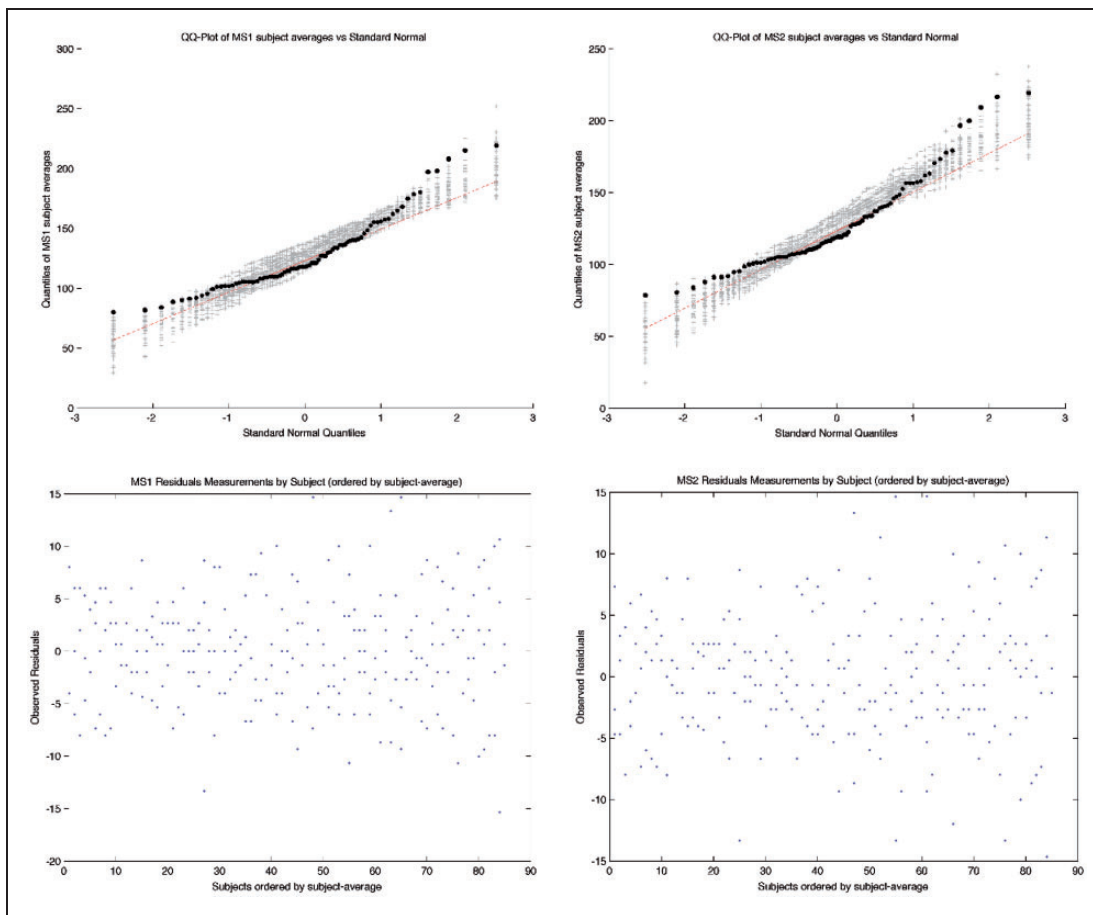 QQ-Plot of MS1 subject averages vs Standard Normal
300
250
200
150
100
50
0
Quantiles of MS1 subject averages
-3 -2 -1 0 1 2 3
Standard Normal Quantiles
QQ-Plot of MS2 subject averages vs Standard Normal
250
200
150
100
50
0
Quantiles of MS2 subject averages
-3 -2 -1 0 1 2 3
Standard Normal Quantiles
MS1 Residuals Measurements by Subject (ordered by subject-average)
15
10
5
0
-5
-10
-15
-20
Observed Residuals
0 10 20 30 40 50 60 70 80 90
Subjects ordered by subject-average
MS2 Residuals Measurements by Subject (ordered by subject-average)
15
10
5
0
-5
-10
-15
Observed Residuals
0 10 20 30 40 50 60 70 80 90
Subjects ordered by subject-average